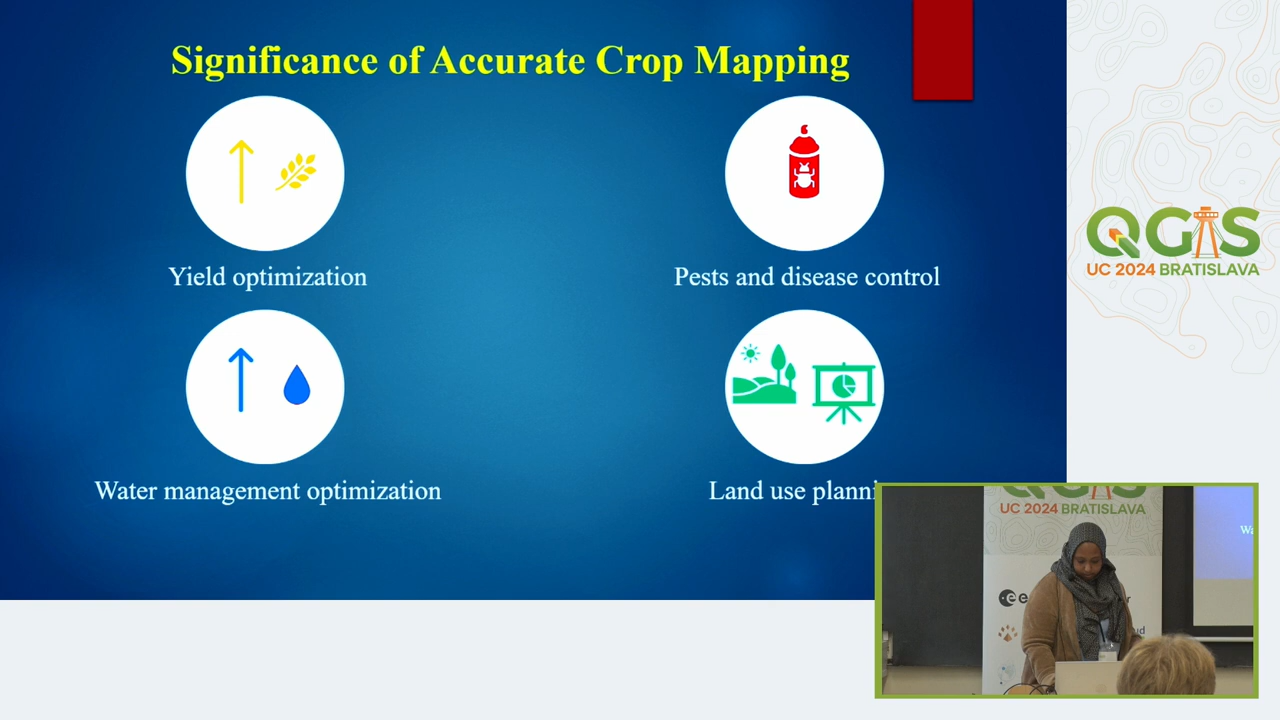 Significance of Accurate Crop Mapping
Yield optimization
Pests and disease control
Water management optimization
Land use planni
QGIS
UC 2024 BRATISLAVA
UC 2024 BRATISLAVA